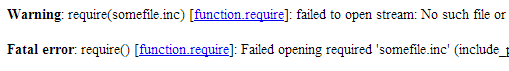 Warning: require(somefile.inc) [function.require]: failed to open stream: No such file or
Fatal error: require() [function.require]: Failed opening required 'somefile.inc' (include_p